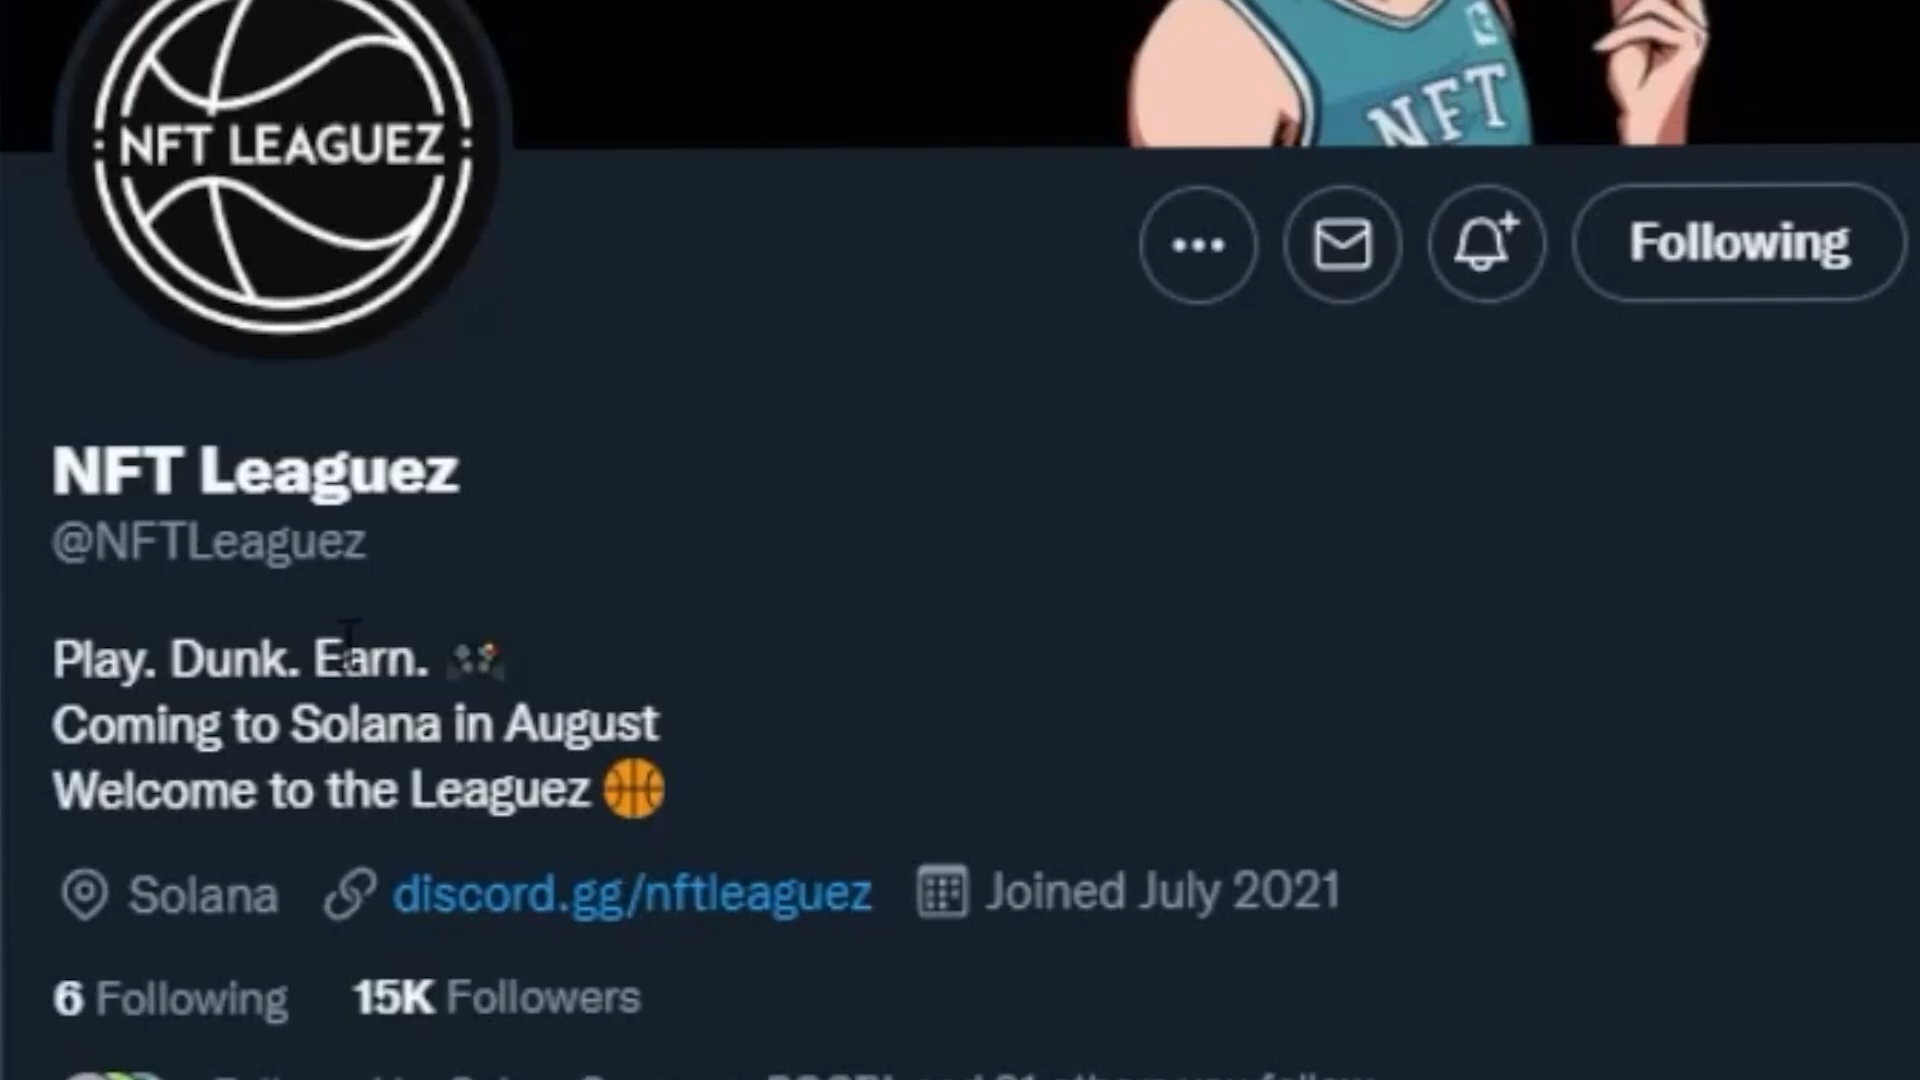 NFT LEAGUEZ
NFT
Following
NFT Leaguez
@NFTLeaguez
Play. Dunk. Earn. 🎮
Coming to Solana in August
Welcome to the Leaguez 🏀
Solana discord.gg/nftleaguez Joined July 2021
6 Following 15K Followers